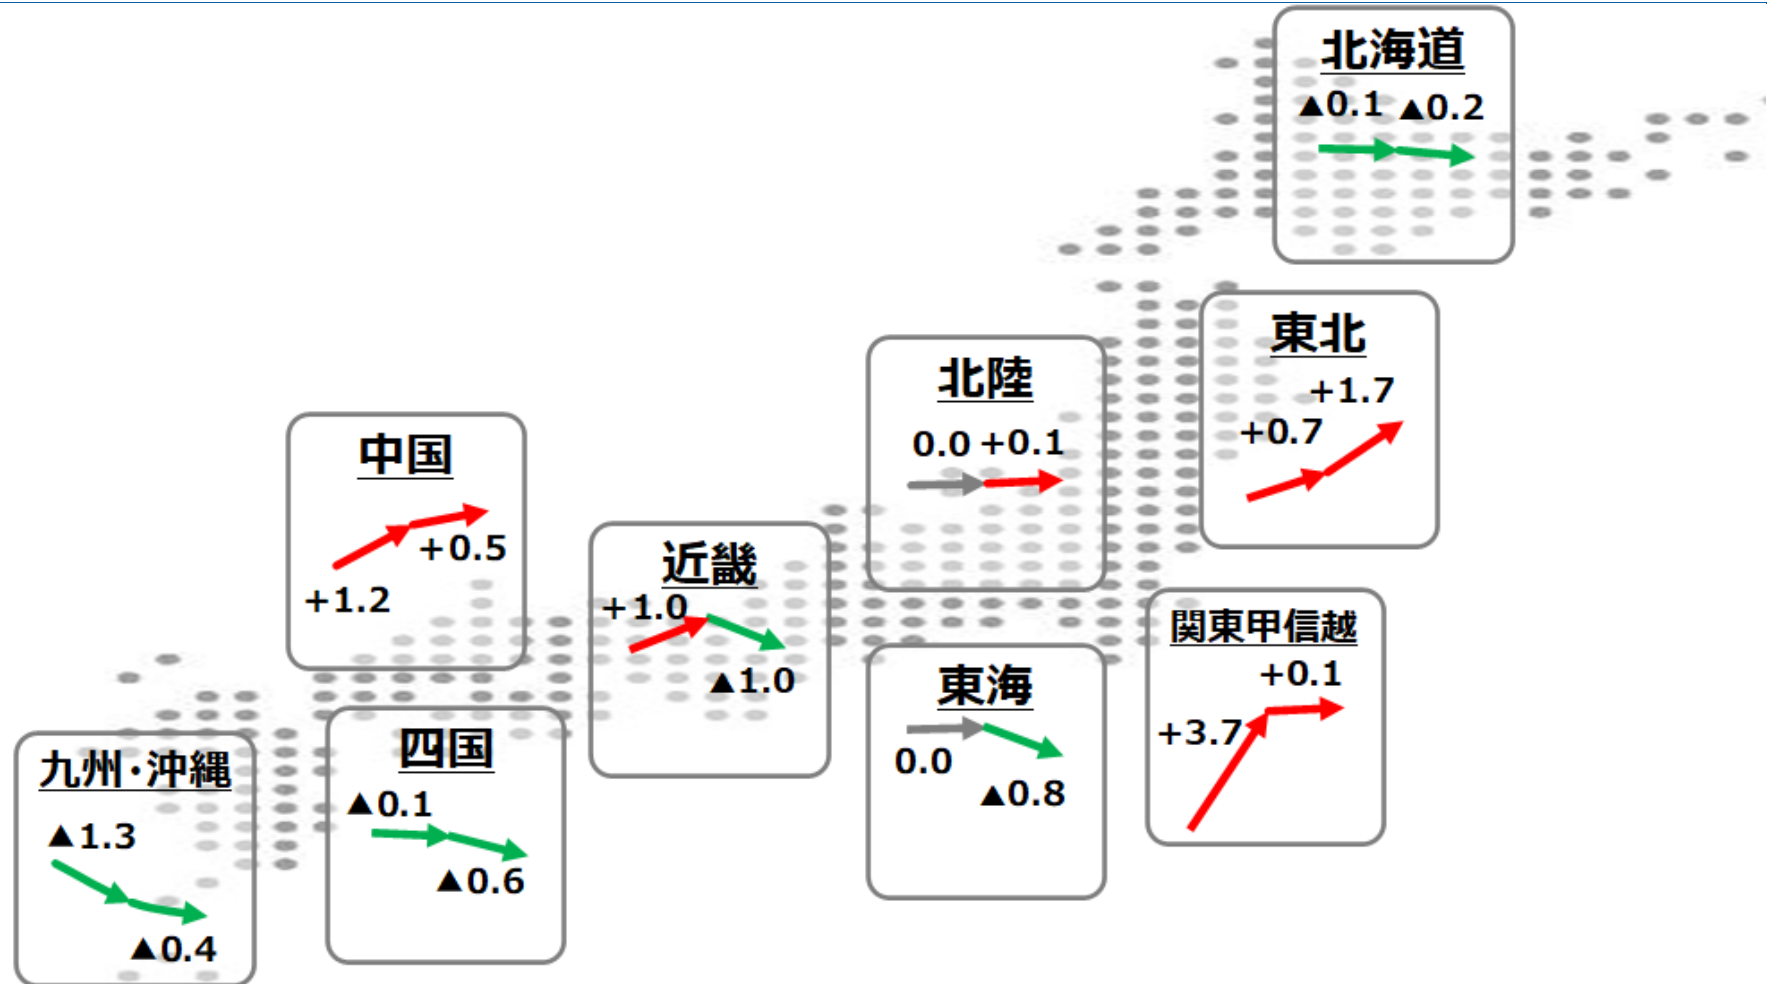 北海道
▲0.1 ▲0.2
東北
+1.7
+0.7
北陸
0.0 +0.1
関東甲信越
+0.1
+3.7
東海
0.0
▲0.8
近畿
+1.0
▲1.0
中国
+0.5
+1.2
四国
▲0.1
▲0.6
九州・沖縄
▲1.3
▲0.4